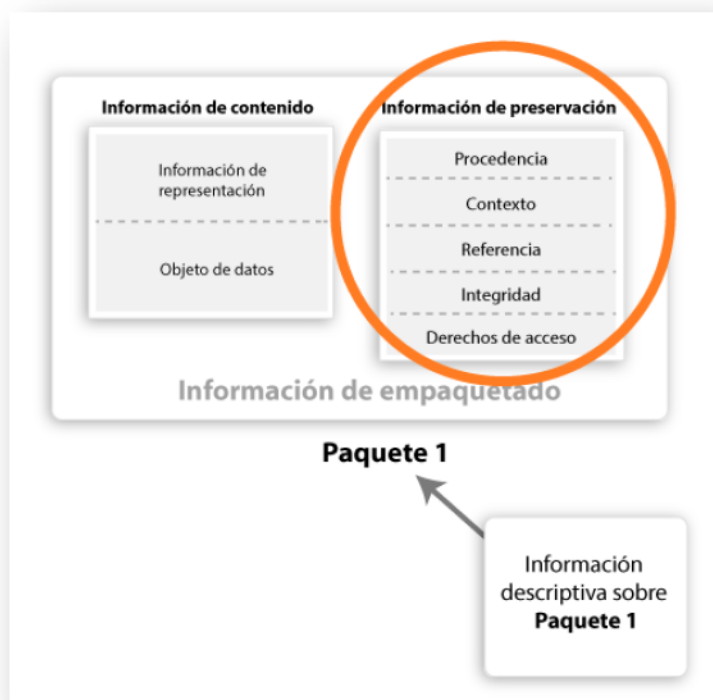 Información de contenido
Información de
representación
Objeto de datos
Información de preservación
Procedencia
Contexto
Referencia
Integridad
Derechos de acceso
Información de empaquetado
Paquete 1
Información
descriptiva sobre
Paquete 1